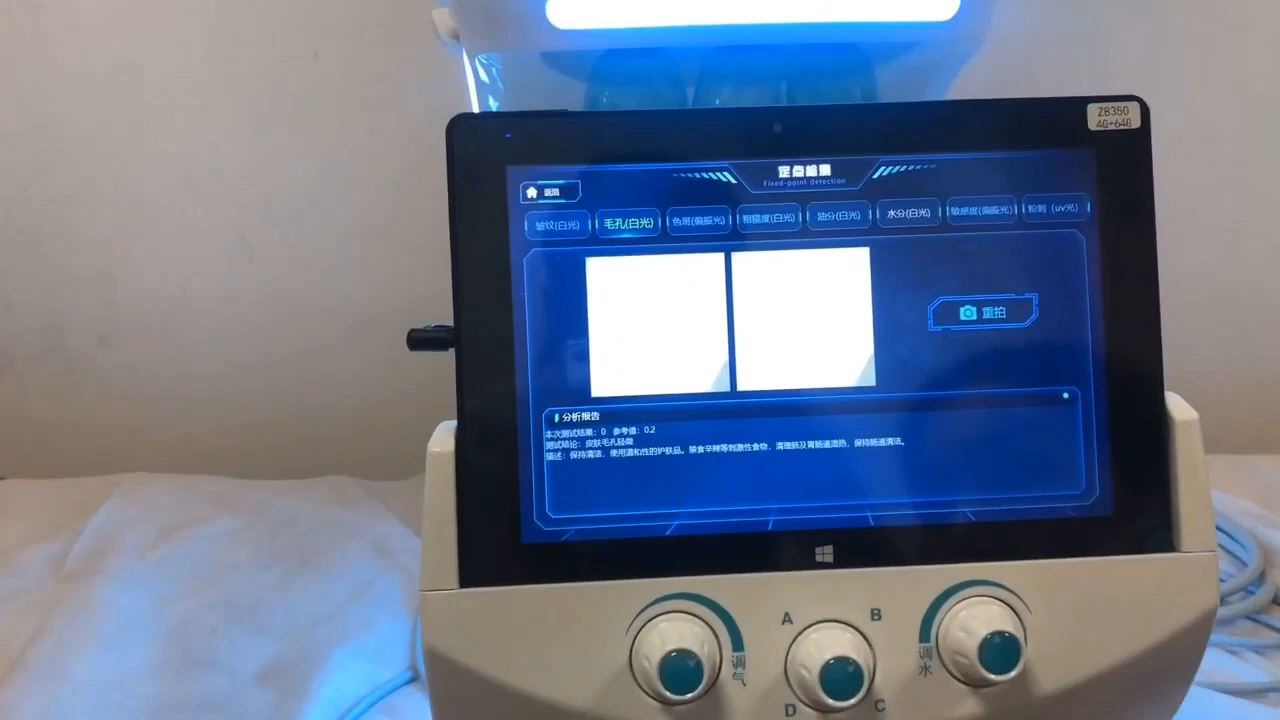 ZB350
4G+64G
定点检测
Fixed-point detection
返回
皱纹(白光)
毛孔(白光)
色斑(偏振光)
粗糙度(白光)
油分(白光)
水分(白光)
敏感度(偏振光)
粉刺（uv光）
重拍
分析报告
本次测试结果：0 参考值：0.2
测试结论：皮肤毛孔轻微
描述：保持清洁，使用温和性的护肤品。禁食辛辣等刺激性食物，清理肺及胃肠道湿热，保持肠道清洁。
A
B
调气
调水
D
C